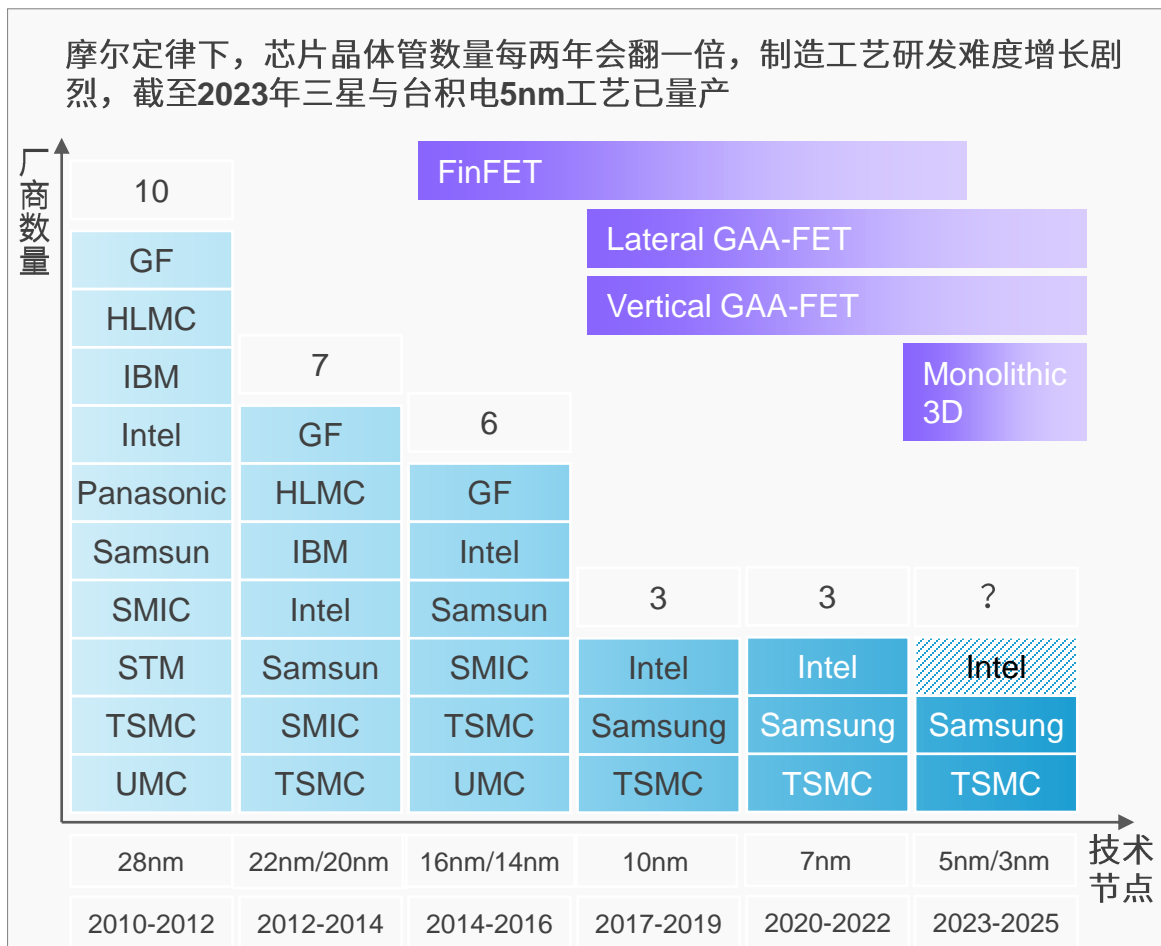 摩尔定律下，芯片晶体管数量每两年会翻一倍，制造工艺研发难度增长剧
烈，截至2023年三星与台积电5nm工艺已量产
厂商数量
10
GF
HLMC
IBM
Intel
Panasonic
Samsun
SMIC
STM
TSMC
UMC
28nm
2010-2012
7
GF
HLMC
IBM
Intel
Samsun
SMIC
TSMC
22nm/20nm
2012-2014
6
GF
Intel
Samsun
SMIC
TSMC
UMC
16nm/14nm
2014-2016
3
Intel
Samsung
TSMC
10nm
2017-2019
3
Intel
Samsung
TSMC
7nm
2020-2022
？
Intel
Samsung
TSMC
5nm/3nm
2023-2025
FinFET
Lateral GAA-FET
Vertical GAA-FET
Monolithic
3D
技术
节点